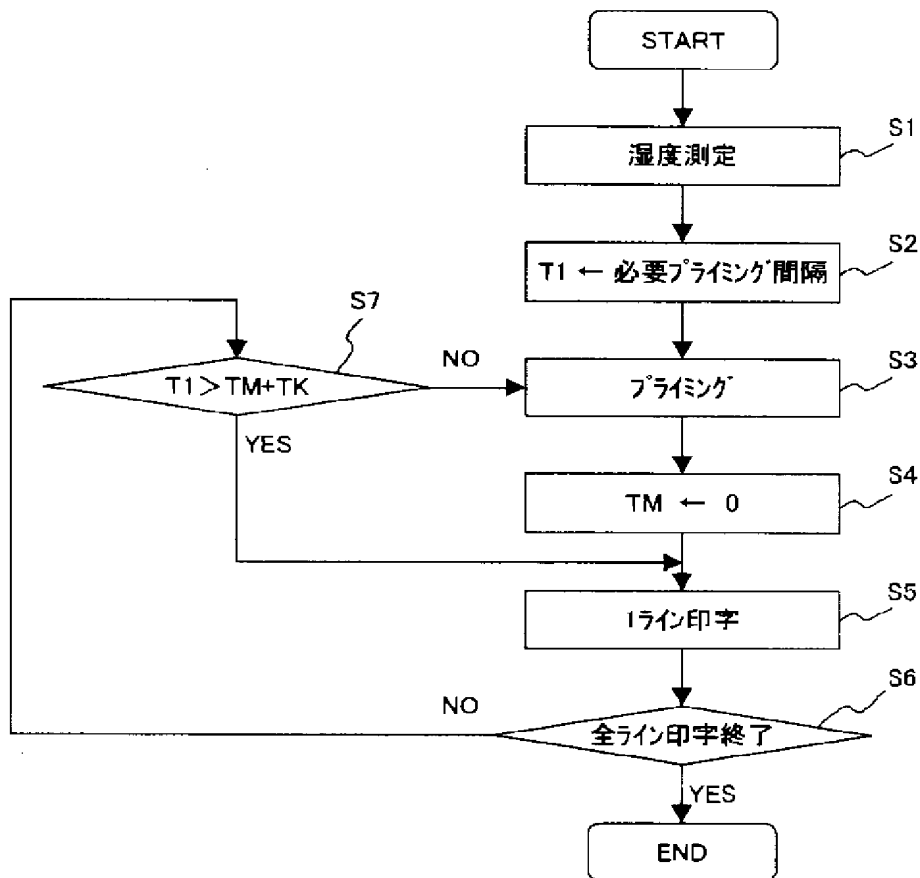 START
S1
湿度測定
S2
T1 ← 必要プライミング間隔
S7
T1＞TM+TK
NO
YES
S3
プライミング
S4
TM ← 0
S5
1ライン印字
S6
NO
全ライン印字終了
YES
END